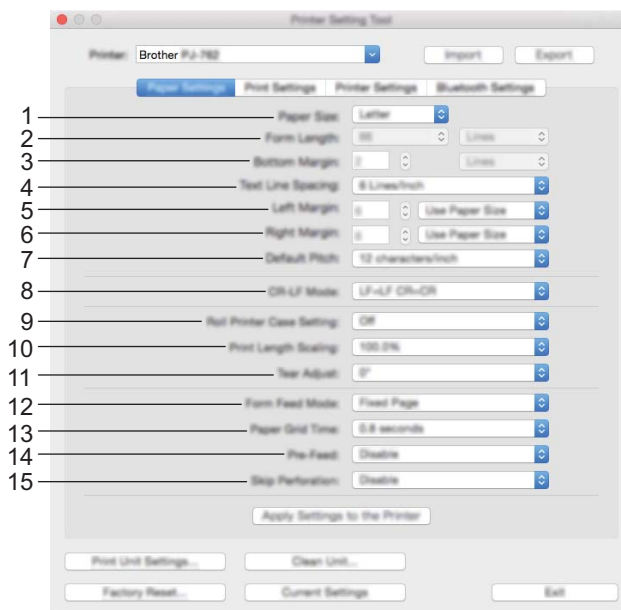 Printer Setting Tool
Printer: Brother PJ-762 Import Export
Paper Settings Print Settings Printer Settings Bluetooth Settings
1 Paper Size: Letter
2 Form Length: Lines
3 Bottom Margin: 2 Lines
4 Text Line Spacing: 6 Lines/Inch
5 Left Margin: Use Paper Size
6 Right Margin: Use Paper Size
7 Default Pitch: 12 characters/inch
8 CR-LF Mode: LF=LF CR=CR
9 Roll Printer Case Setting: Off
10 Print Length Scaling: 100.0%
11 Tear Adjust: 0"
12 Form Feed Mode: Fixed Page
13 Paper Grid Time: 0.8 seconds
14 Pre-Feed: Disable
15 Skip Perforation: Disable
Apply Settings to the Printer
Print Unit Settings... Clean Unit...
Factory Reset... Current Settings Exit